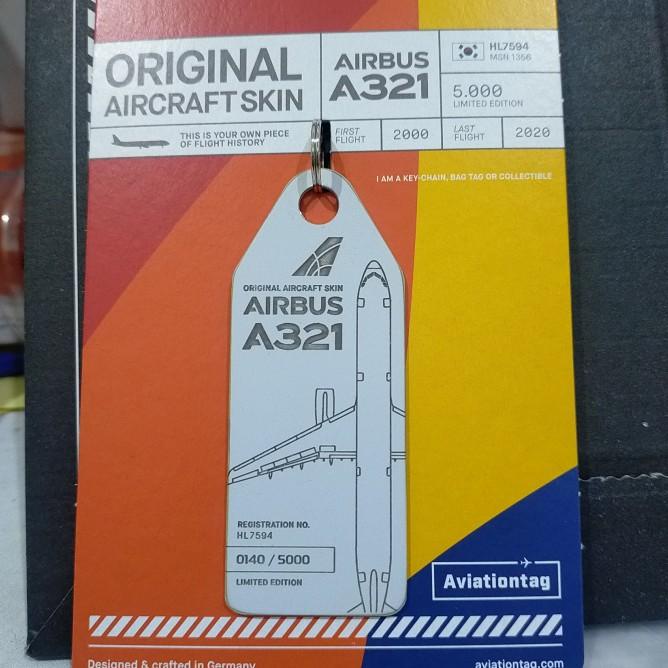 ORIGINAL
AIRCRAFT SKIN
AIRBUS
A321
HL7594
MSN 1356
5.000
LIMITED EDITION
THIS IS YOUR OWN PIECE
OF FLIGHT HISTORY
FIRST
FLIGHT
2000
LAST
FLIGHT
2020
I AM A KEY-CHAIN, BAG TAG OR COLLECTIBLE
ORIGINAL AIRCRAFT SKIN
AIRBUS
A321
REGISTRATION NO.
HL7594
0140 / 5000
LIMITED EDITION
Aviationtag
Designed & crafted in Germany
www.aviationtag.com